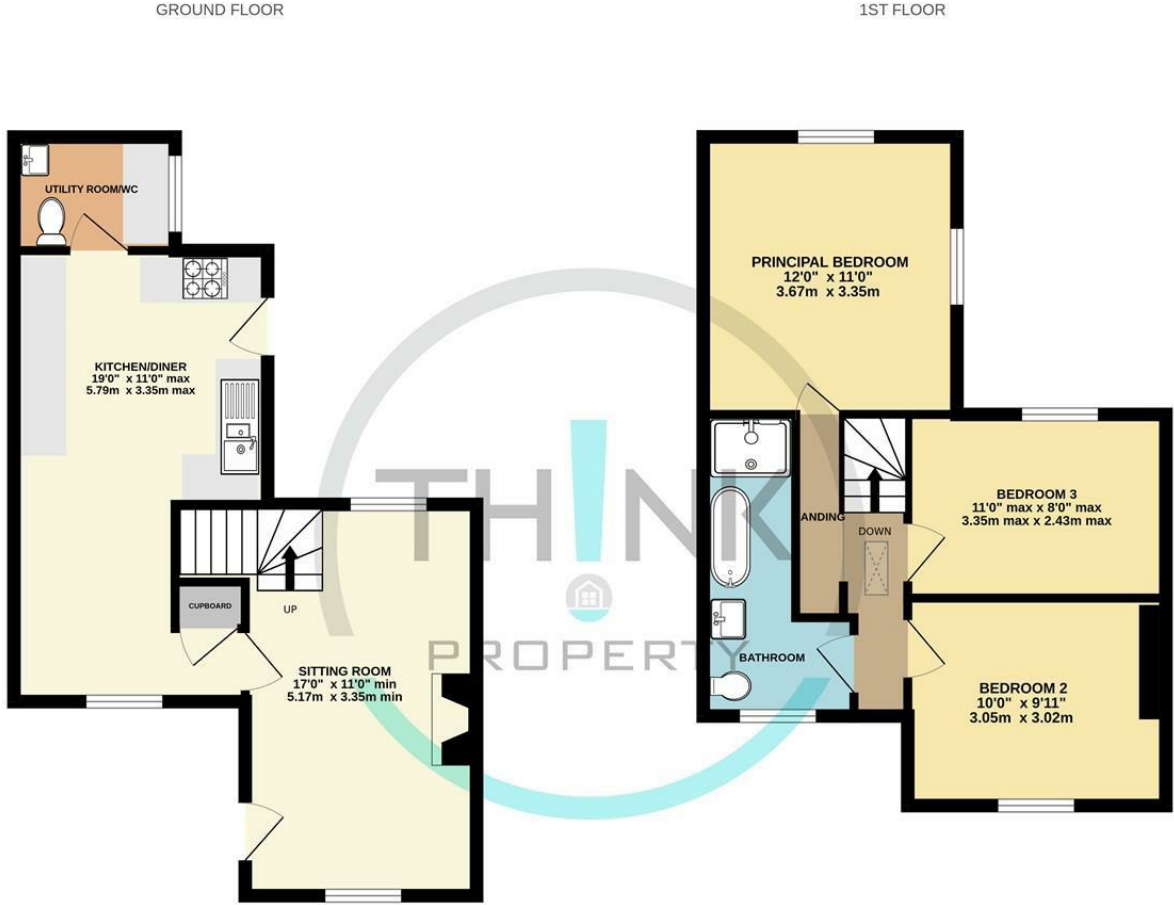 GROUND FLOOR
1ST FLOOR
UTILITY ROOM/WC
KITCHEN/DINER
19'0" x 11'0" max
5.79m x 3.35m max
CUPBOARD
UP
SITTING ROOM
17'0" x 11'0" min
5.17m x 3.35m min
PRINCIPAL BEDROOM
12'0" x 11'0"
3.67m x 3.35m
ANDING
DOWN
BEDROOM 3
11'0" max x 8'0" max
3.35m max x 2.43m max
BATHROOM
BEDROOM 2
10'0" x 9'11"
3.05m x 3.02m
TH!NK
PROPERTY